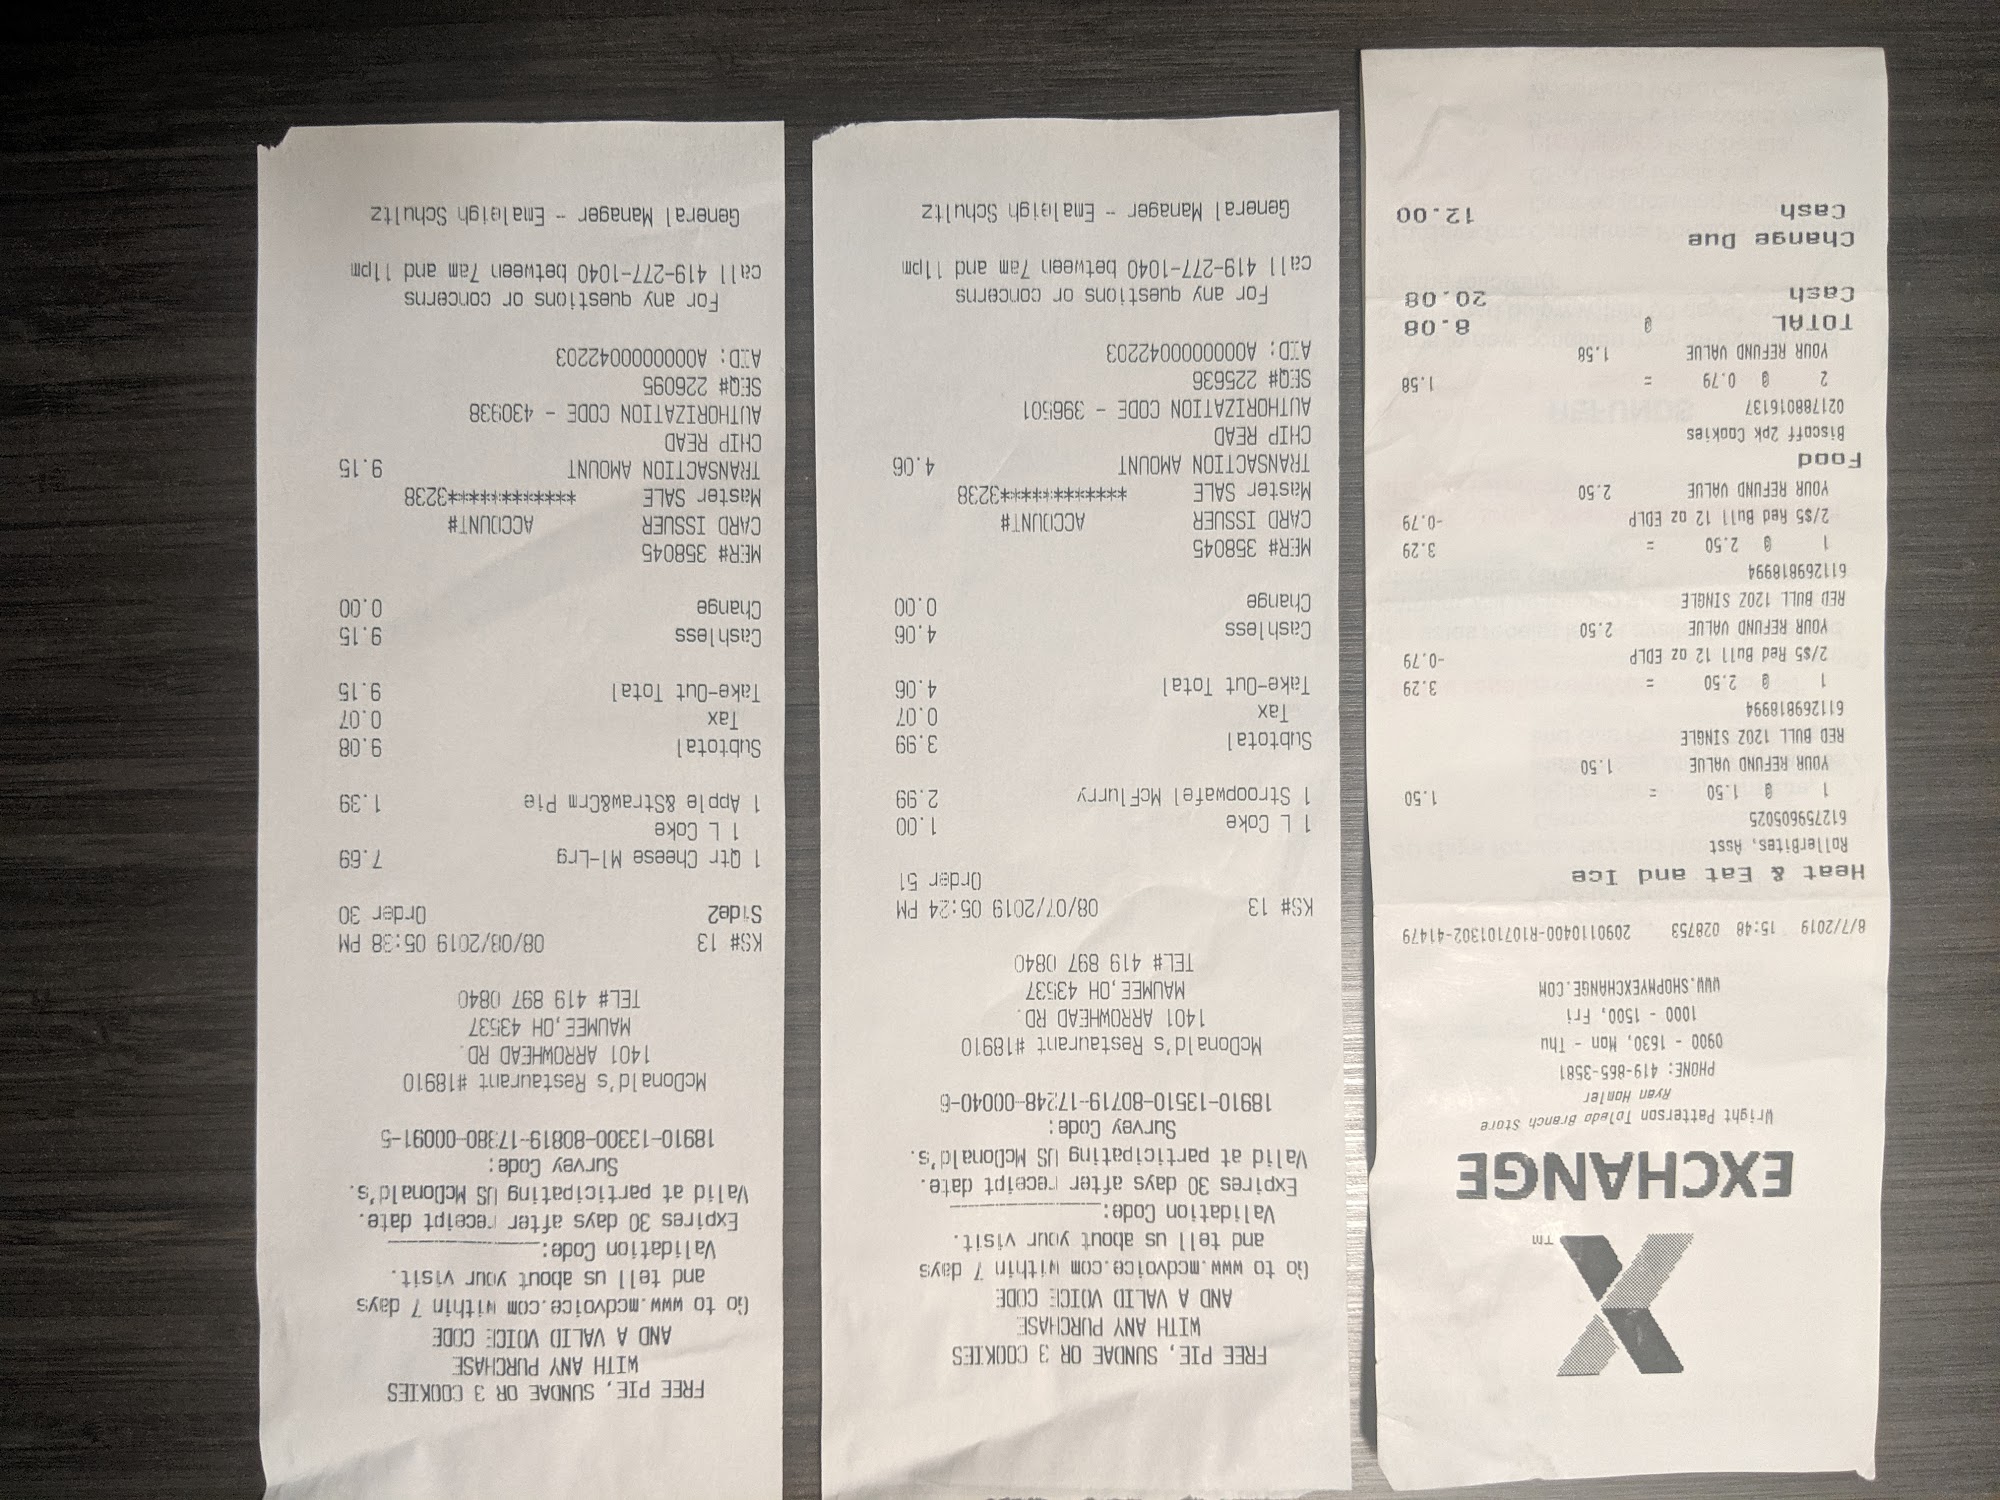 X ™
EXCHANGE
Wright Patterson Toledo Branch Store
Ryan Homler
PHONE: 419-865-3581
0900 - 1630, Mon - Thu
1000 - 1500, Fri
WWW.SHOPMYEXCHANGE.COM
8/7/2019 15:48 028753 2090110400-R107101302-41479
Heat & Eat and Ice
RollerBites, Asst
612759605025
1 @ 1.50 = 1.50
YOUR REFUND VALUE 1.50
RED BULL 12OZ SINGLE
611269818994
1 @ 2.50 = 3.29
2/$5 Red Bull 12 oz EDLP -0.79
YOUR REFUND VALUE 2.50
RED BULL 12OZ SINGLE
611269818994
1 @ 2.50 = 3.29
2/$5 Red Bull 12 oz EDLP -0.79
YOUR REFUND VALUE 2.50
Food
Biscoff 2pk Cookies
021788016137
2 @ 0.79 = 1.58
YOUR REFUND VALUE 1.58
TOTAL @ 8.08
Cash 20.08
Change Due
Cash 12.00
FREE PIE, SUNDAE OR 3 COOKIES
WITH ANY PURCHASE
AND A VALID VOICE CODE
Go to www.mcdvoice.com within 7 days
and tell us about your visit.
Validation Code:____________
Expires 30 days after receipt date.
Valid at participating US McDonald's.
Survey Code:
18910-13510-80719-17248-00040-6
McDonald's Restaurant #18910
1401 ARROWHEAD RD.
MAUMEE,OH 43537
TEL# 419 897 0840
KS# 13 08/07/2019 05:24 PM
Order 51
1 L Coke 1.00
1 Stroopwafel McFlurry 2.99
Subtotal 3.99
Tax 0.07
Take-Out Total 4.06
Cashless 4.06
Change 0.00
MER# 358045
CARD ISSUER ACCOUNT#
Master SALE ************3238
TRANSACTION AMOUNT 4.06
CHIP READ
AUTHORIZATION CODE - 396501
SEQ# 225636
AID: A0000000042203
For any questions or concerns
call 419-277-1040 between 7am and 11pm
General Manager - Emaleigh Schultz
FREE PIE, SUNDAE OR 3 COOKIES
WITH ANY PURCHASE
AND A VALID VOICE CODE
Go to www.mcdvoice.com within 7 days
and tell us about your visit.
Validation Code:____________
Expires 30 days after receipt date.
Valid at participating US McDonald's.
Survey Code:
18910-13300-80819-17380-00091-5
McDonald's Restaurant #18910
1401 ARROWHEAD RD.
MAUMEE,OH 43537
TEL# 419 897 0840
KS# 13 08/08/2019 05:38 PM
Side2 Order 30
1 Qtr Cheese Ml-Lrg 7.69
1 L Coke
1 Apple &Straw&Crm Pie 1.39
Subtotal 9.08
Tax 0.07
Take-Out Total 9.15
Cashless 9.15
Change 0.00
MER# 358045
CARD ISSUER ACCOUNT#
Master SALE ************3238
TRANSACTION AMOUNT 9.15
CHIP READ
AUTHORIZATION CODE - 430938
SEQ# 226095
AID: A0000000042203
For any questions or concerns
call 419-277-1040 between 7am and 11pm
General Manager - Emaleigh Schultz